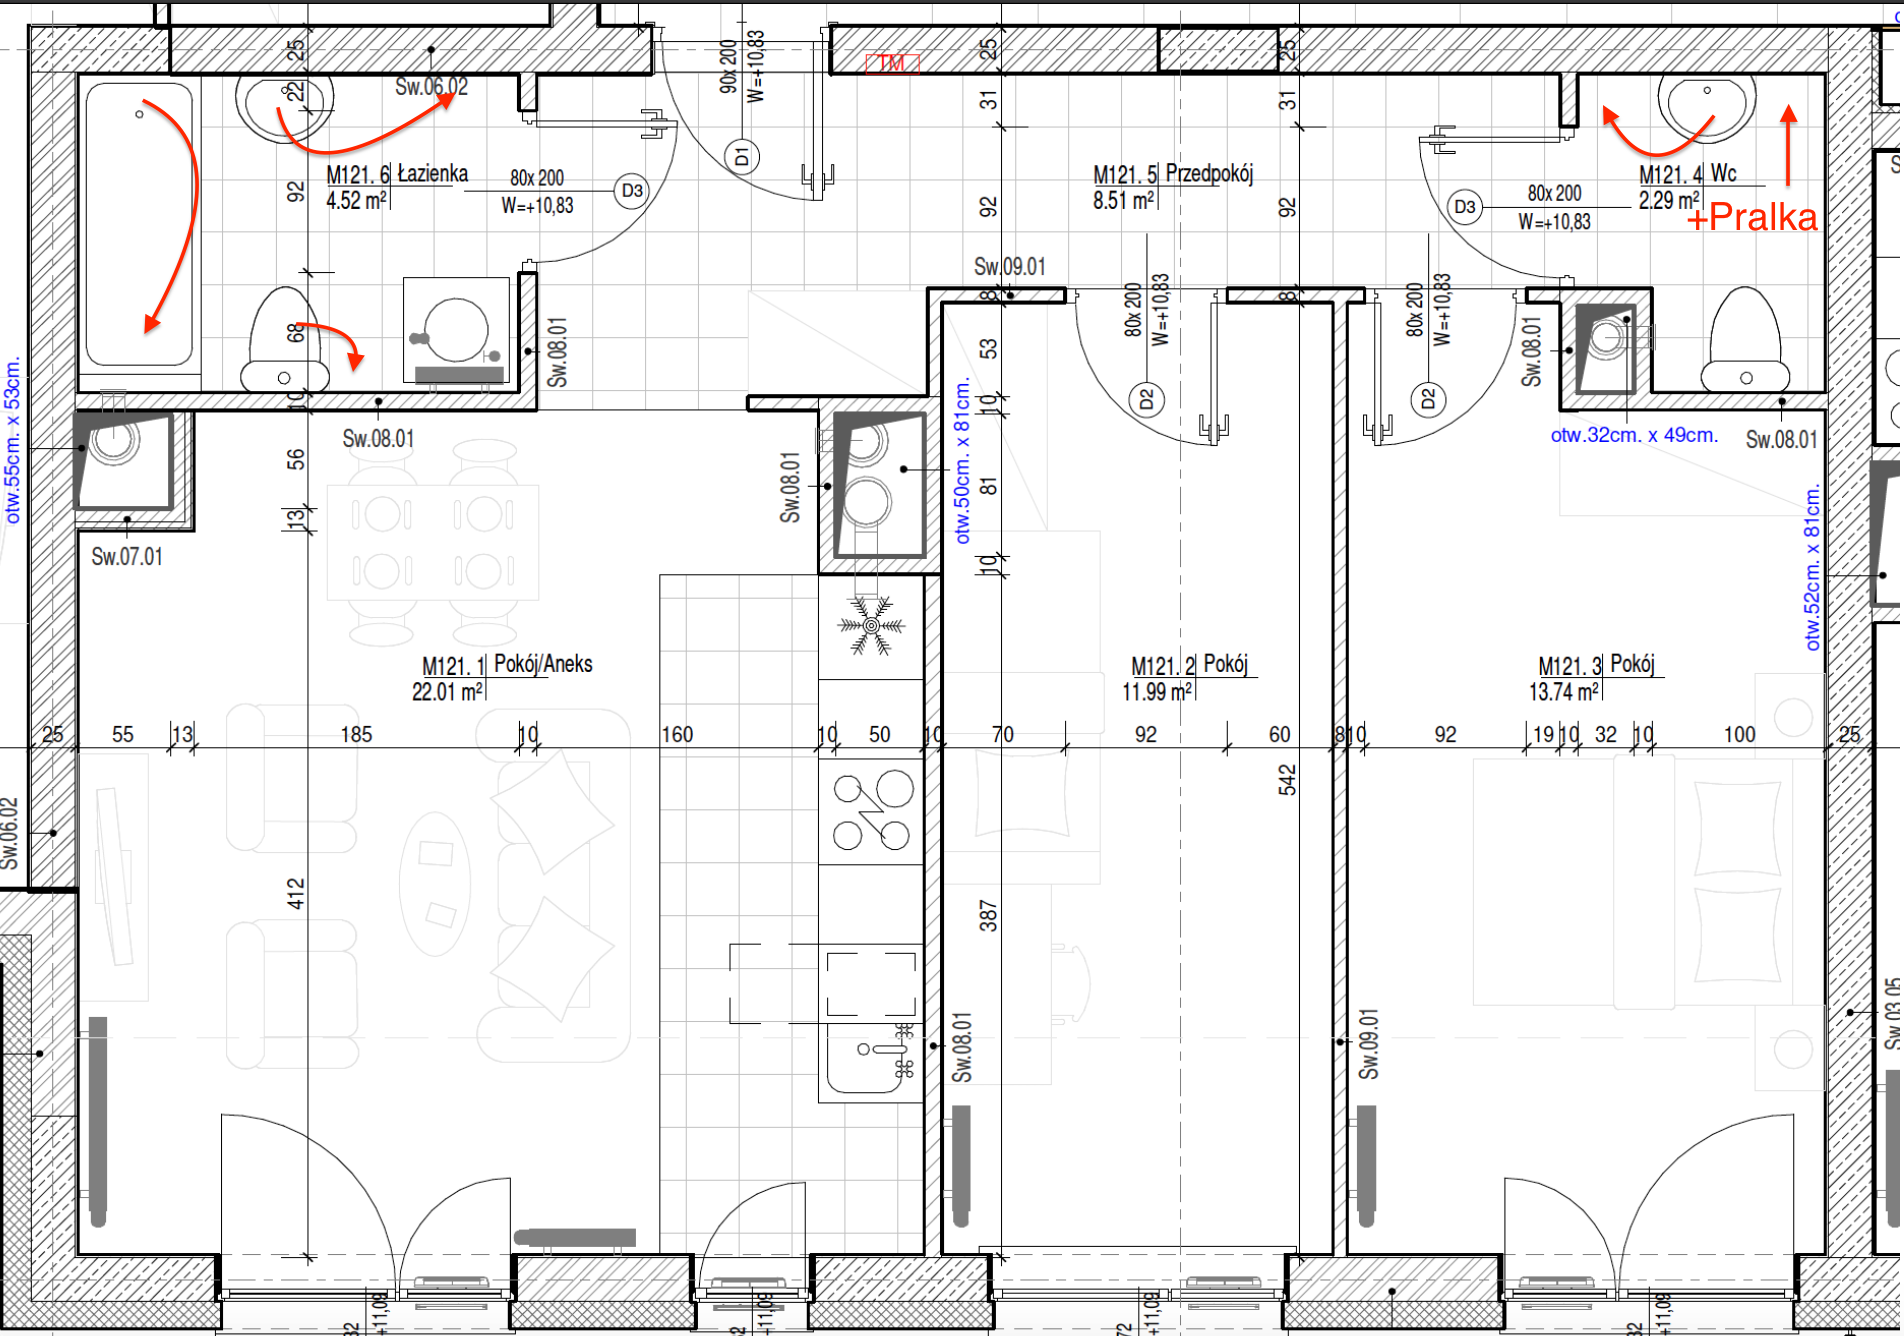 25
22
Sw.06.02
90x 200
W=+10,83
TM
25
25
31
31
D1
M121. 6 Łazienka
4.52 m²
80x 200
W=+10,83
D3
92
M121. 5 Przedpokój
8.51 m²
92
92
D3
80x 200
W=+10,83
M121. 4 Wc
2.29 m²
+Pralka
Sw.09.01
8
8
80x 200
W=+10,83
80x 200
W=+10,83
68
Sw.08.01
53
Sw.08.01
D2
D2
otw.55cm. x 53cm.
10
10
Sw.08.01
56
13
Sw.07.01
Sw.08.01
81
10
otw.50cm. x 81cm.
otw.32cm. x 49cm.
Sw.08.01
otw.52cm. x 81cm.
M121. 1 Pokój/Aneks
22.01 m²
M121. 2 Pokój
11.99 m²
M121. 3 Pokój
13.74 m²
25
55
13
185
10
160
10
50
10
70
92
60
8
10
92
19
10
32
10
100
25
542
Sw.06.02
412
387
Sw.08.01
Sw.09.01
Sw.03.05
+11,09
+11,09
+11,09
+11,09